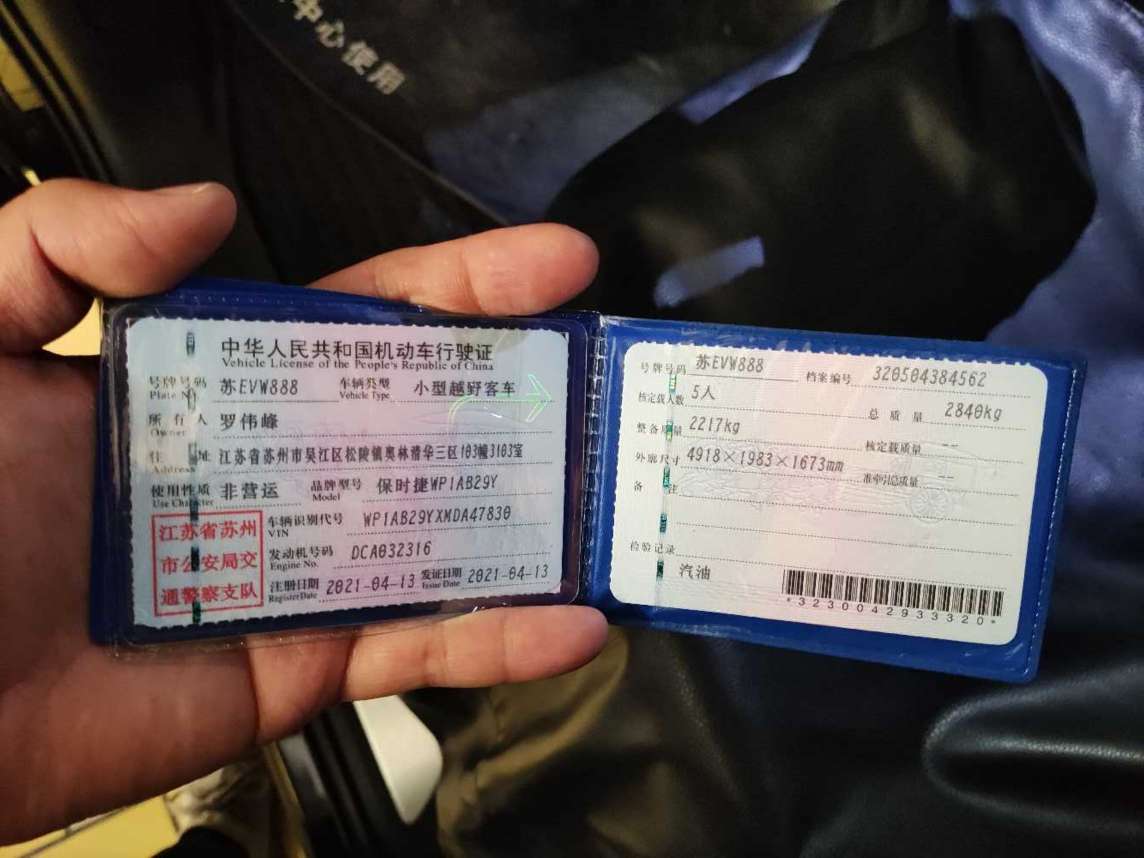 中心使用
中华人民共和国机动车行驶证
Vehicle License of the People's Republic of China
号牌号码 苏EVW888 车辆类型 小型越野客车
Plate No. Vehicle Type
所有人 罗伟峰
Owner
住址 江苏省苏州市吴江区松陵镇奥林清华三区103幢3103室
Address
使用性质 非营运 品牌型号 保时捷WP1AB29Y
Use Character Model
江苏省苏州
市公安局交
通警察支队
车辆识别代号 WP1AB29YXMDA47830
VIN
发动机号码 DCA032316
Engine No.
注册日期 2021-04-13 发证日期 2021-04-13
Register Date Issue Date
号牌号码 苏EVW888 档案编号 320504384562
核定载人数 5人 总质量 2840kg
整备质量 2217kg 核定载质量 --
外廓尺寸 4918×1983×1673mm 准牵引总质量 --
备注
检验记录
汽油
*3230042933320*